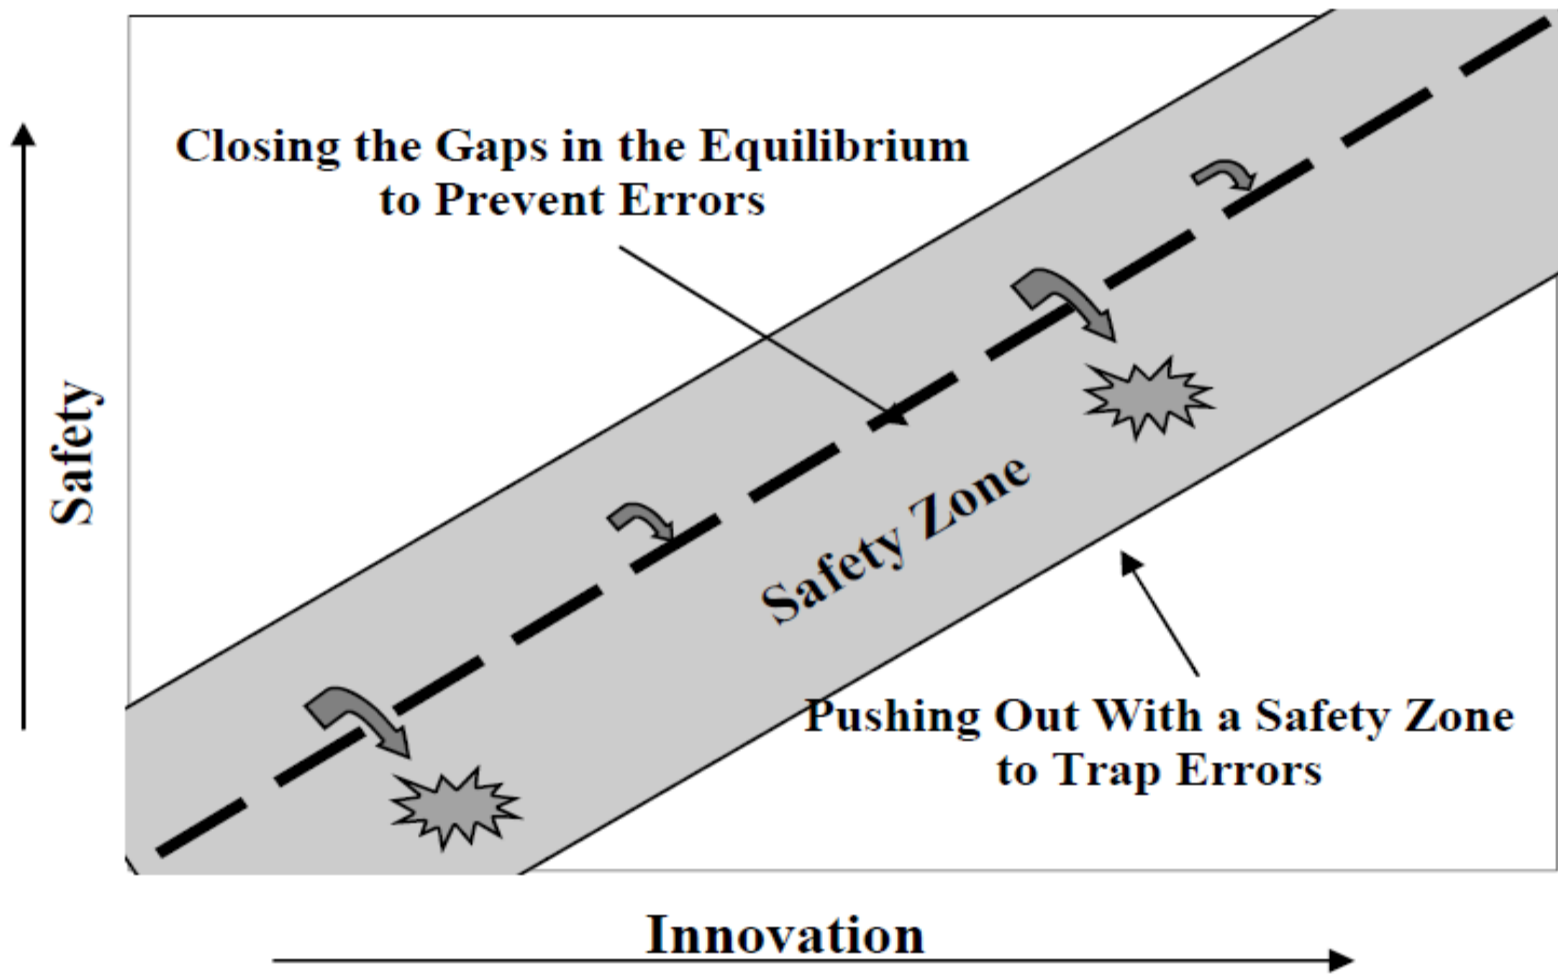 Closing the Gaps in the Equilibrium
to Prevent Errors
Safety
Safety Zone
Pushing Out With a Safety Zone
to Trap Errors
Innovation